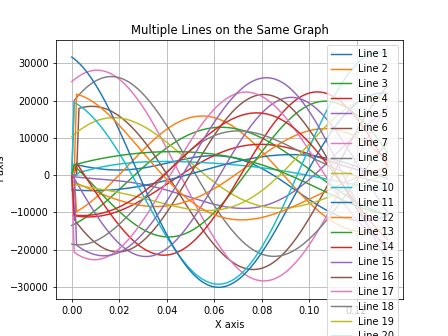 Multiple Lines on the Same Graph
30000
20000
10000
0
−10000
−20000
−30000
0.00
0.02
0.04
0.06
0.08
0.10
X axis
Line 1
Line 2
Line 3
Line 4
Line 5
Line 6
Line 7
Line 8
Line 9
Line 10
Line 11
Line 12
Line 13
Line 14
Line 15
Line 16
Line 17
Line 18
Line 19
Line 20